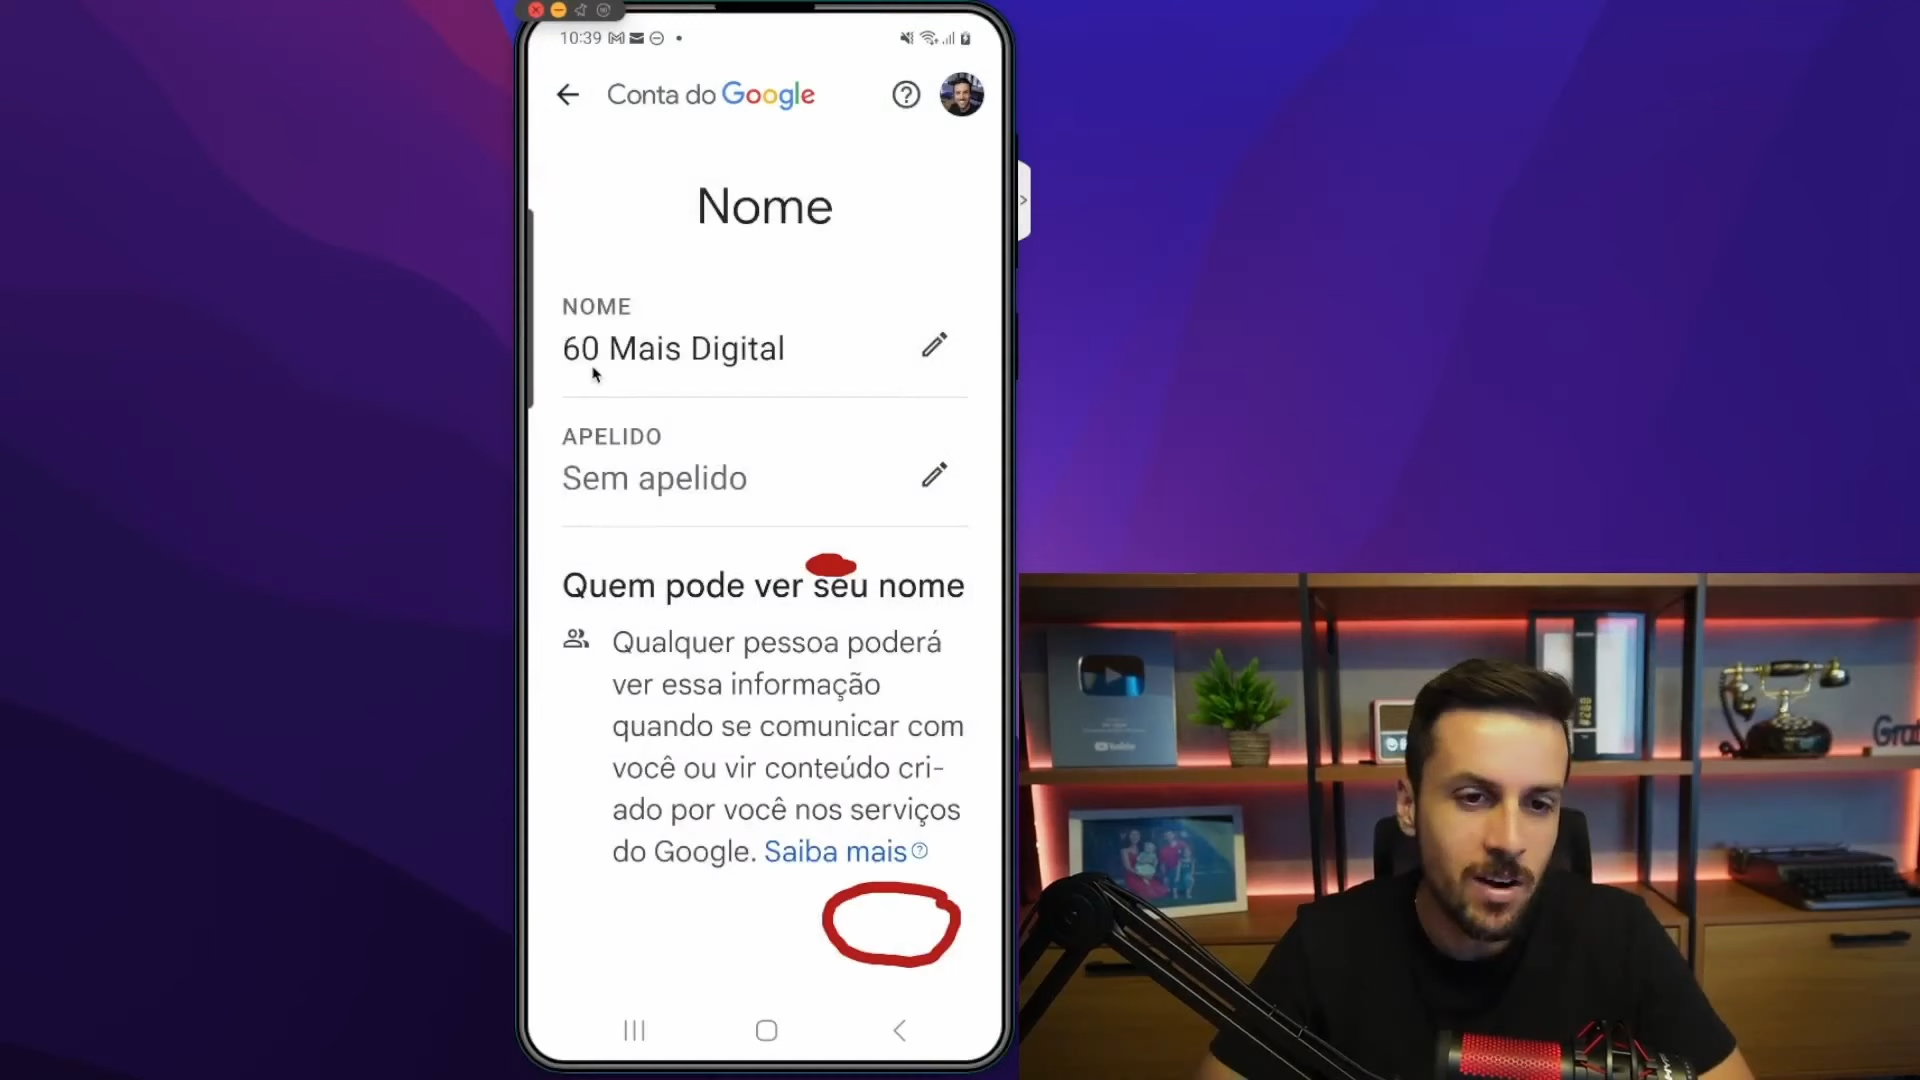 10:39
Conta do Google
Nome
NOME
60 Mais Digital
APELIDO
Sem apelido
Quem pode ver seu nome
Qualquer pessoa poderá
ver essa informação
quando se comunicar com
você ou vir conteúdo cri-
ado por você nos serviços
do Google. Saiba mais
YouTube